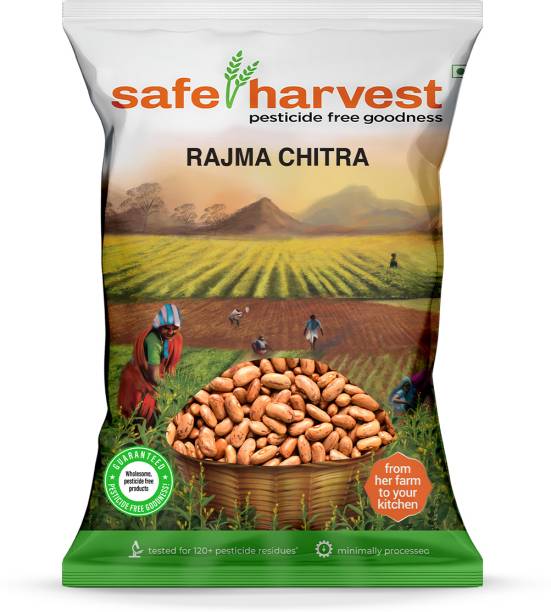 safe harvest
pesticide free goodness
RAJMA CHITRA
GUARANTEED
Wholesome,
pesticide free
products
PESTICIDE FREE GOODNESS!
from
her farm
to your
kitchen
tested for 120+ pesticide residues*
minimally processed